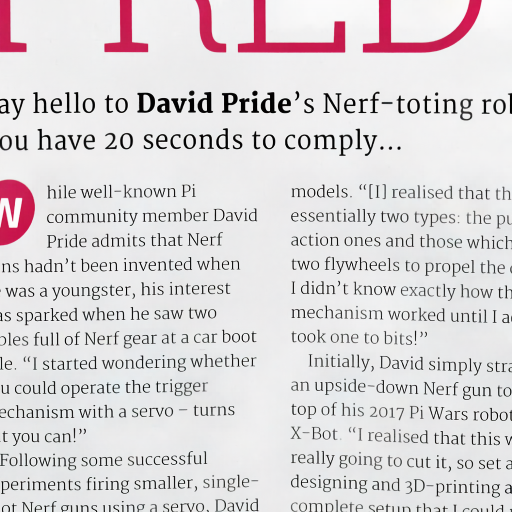 FRED
ay hello to David Pride's Nerf-toting rob
ou have 20 seconds to comply...
W
hile well-known Pi
community member David
Pride admits that Nerf
ns hadn't been invented when
was a youngster, his interest
as sparked when he saw two
bles full of Nerf gear at a car boot
le. “I started wondering whether
u could operate the trigger
echanism with a servo – turns
t you can!”
Following some successful
periments firing smaller, single-
ot Nerf guns using a servo, David
models. “[I] realised that th
essentially two types: the pu
action ones and those which
two flywheels to propel the
I didn't know exactly how th
mechanism worked until I a
took one to bits!”
Initially, David simply stra
an upside-down Nerf gun to
top of his 2017 Pi Wars robot
X-Bot. “I realised that this w
really going to cut it, so set a
designing and 3D-printing a
complete setup that I could